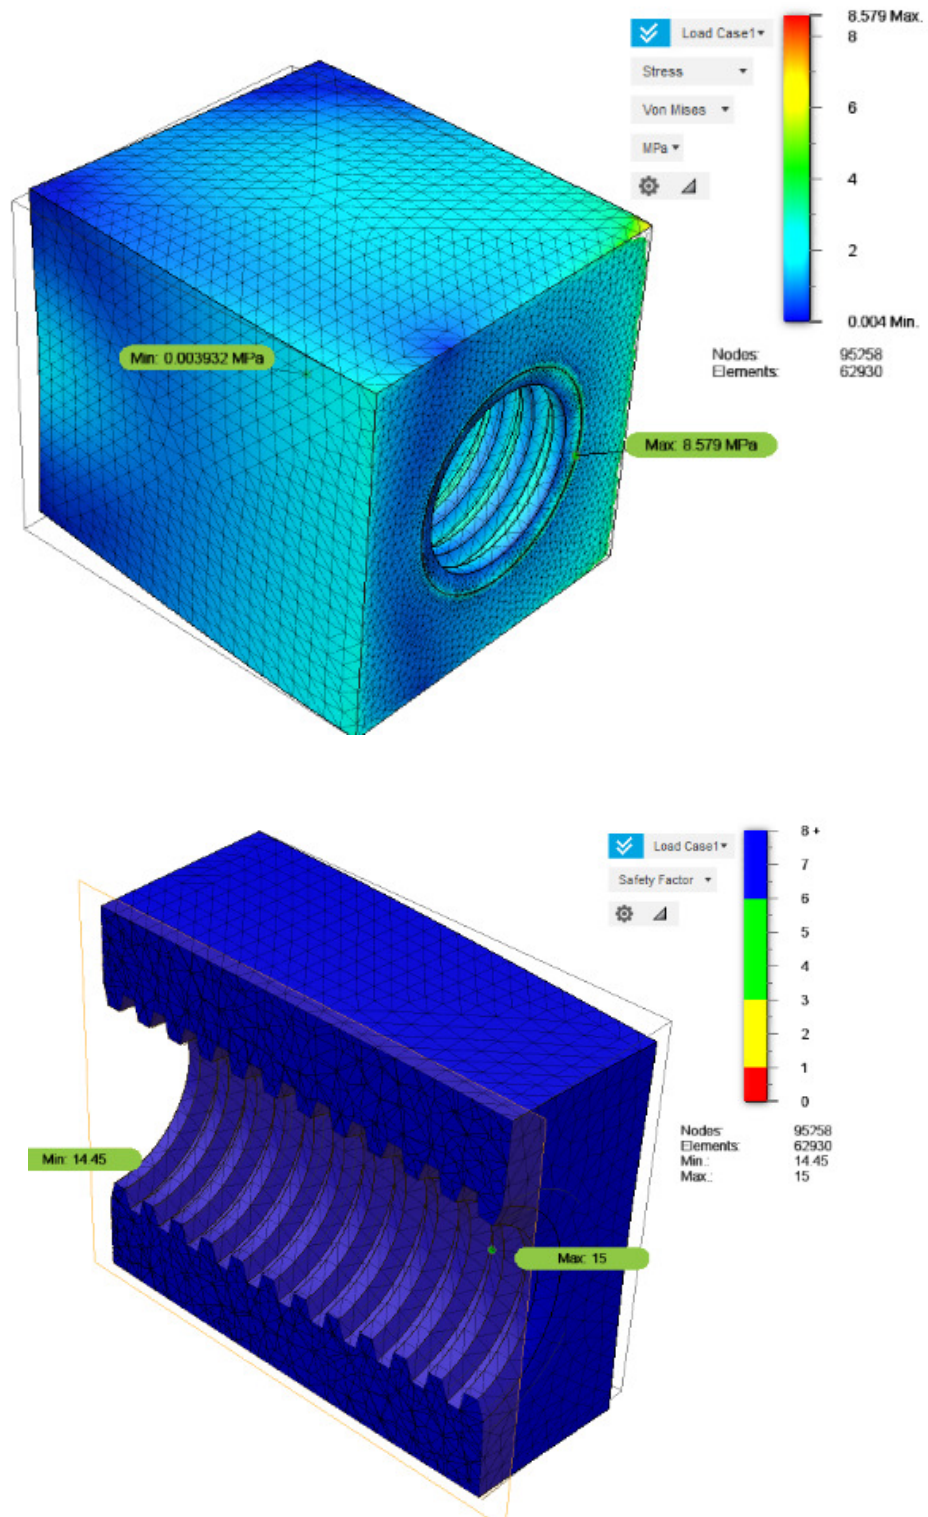 8.579 Max.
Load Case1
8
Stress
Von Mises
6
MPa
4
2
0.004 Min.
Min: 0.003932 MPa
Nodes: 95258
Elements: 62930
Max: 8.579 MPa
8 +
Load Case1
7
Safety Factor
6
5
4
3
2
1
0
Nodes: 95258
Elements: 62930
Min.: 14.45
Max.: 15
Min: 14.45
Max: 15